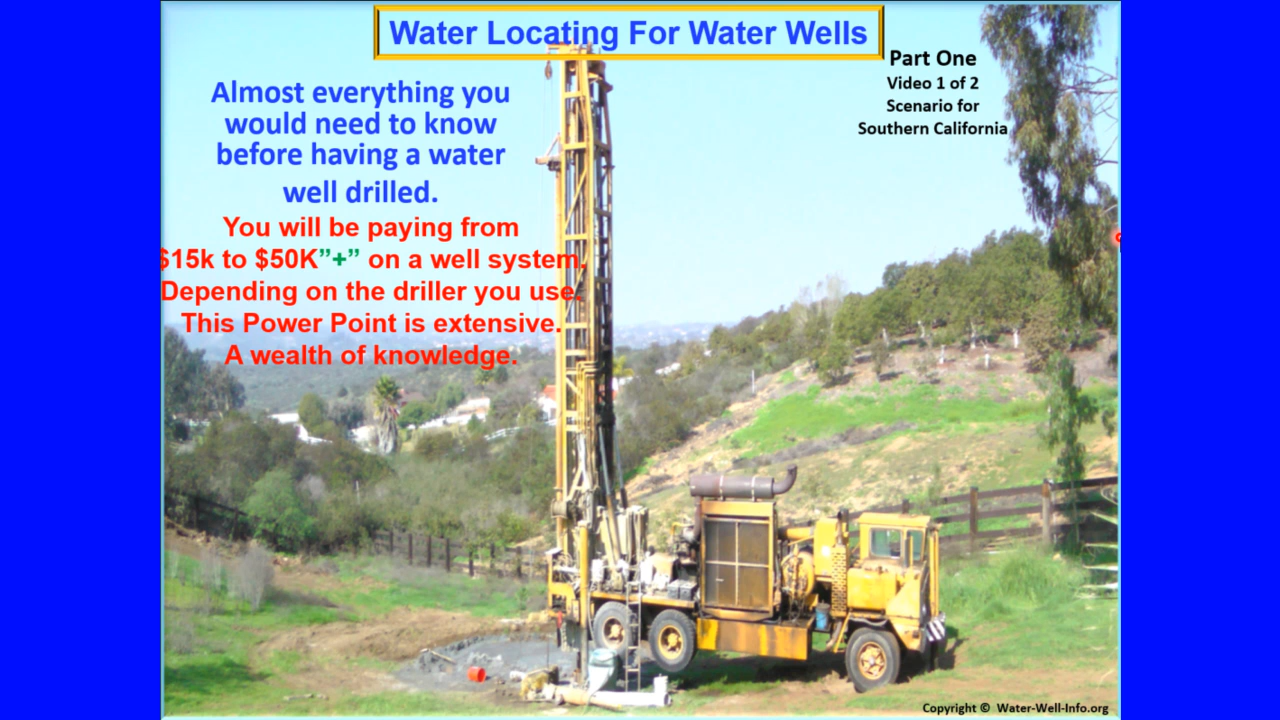 Water Locating For Water Wells
Part One
Video 1 of 2
Scenario for
Southern California
Almost everything you
would need to know
before having a water
well drilled.
You will be paying from
$15k to $50K”+” on a well system.
Depending on the driller you use.
This Power Point is extensive.
A wealth of knowledge.
Copyright © Water-Well-Info.org